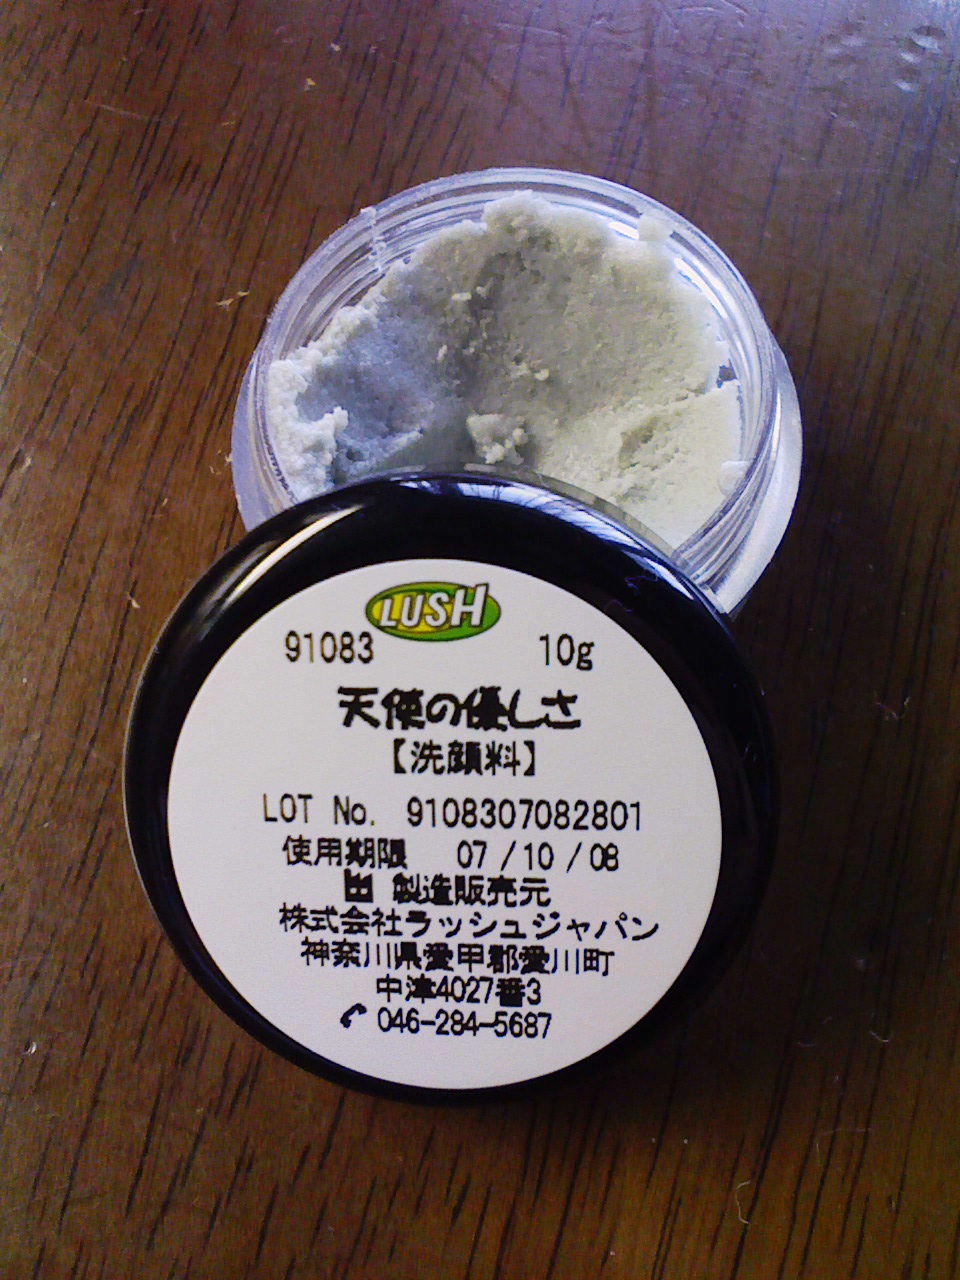 LUSH
91083 10g
天使の優しさ
【洗顔料】
LOT No. 9108307082801
使用期限 07/10/08
製造販売元
株式会社ラッシュジャパン
神奈川県愛甲郡愛川町
中津4027番3
046-284-5687